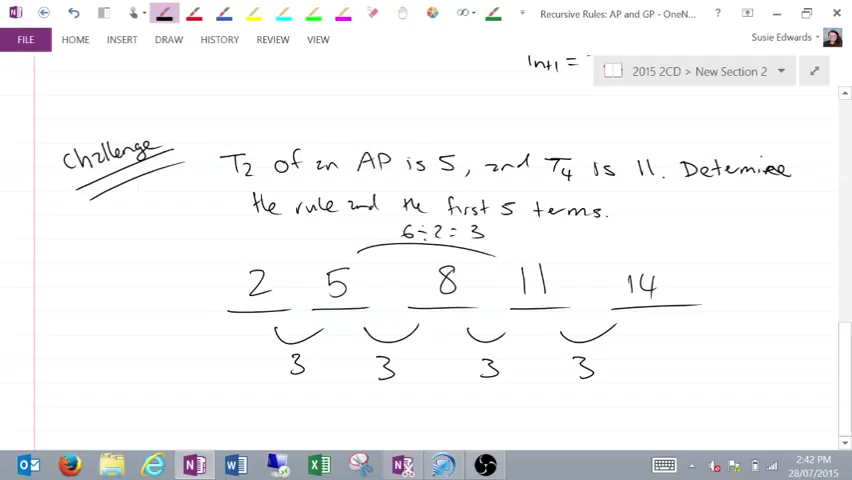 Recursive Rules: AP and GP - OneN...
Susie Edwards
FILE HOME INSERT DRAW HISTORY REVIEW VIEW
2015 2CD > New Section 2
Challenge
T2 of an AP is 5, and T4 is 11. Determine
the rule and the first 5 terms.
6÷2=3
2 5 8 11 14
3 3 3 3
2:42 PM
28/07/2015